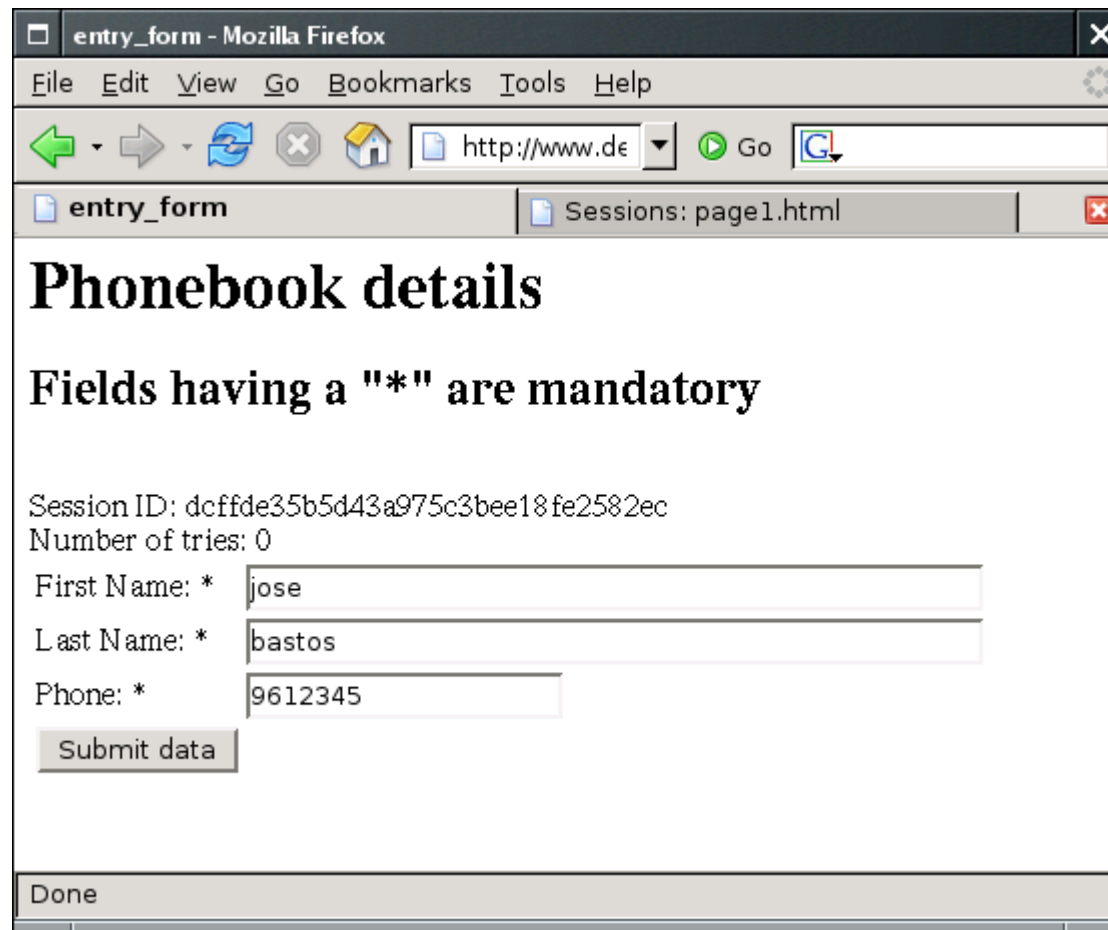 entry_form - Mozilla Firefox
File Edit View Go Bookmarks Tools Help
http://www.de Go G
entry_form Sessions: page1.html
Phonebook details
Fields having a "*" are mandatory
Session ID: dcffde35b5d43a975c3bee18fe2582ec
Number of tries: 0
First Name: * jose
Last Name: * bastos
Phone: * 9612345
Submit data
Done